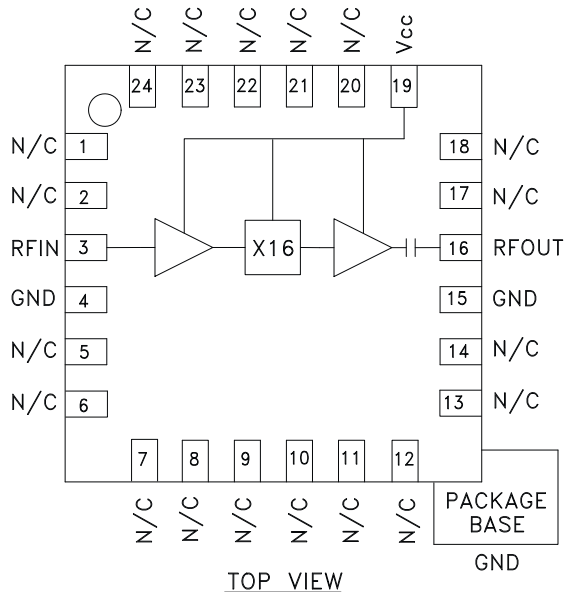 N/C N/C N/C N/C N/C Vcc
24 23 22 21 20 19
N/C 1 18 N/C
N/C 2 17 N/C
RFIN 3 X16 16 RFOUT
GND 4 15 GND
N/C 5 14 N/C
N/C 6 13 N/C
7 8 9 10 11 12
N/C N/C N/C N/C N/C N/C
PACKAGE
BASE
GND
TOP VIEW